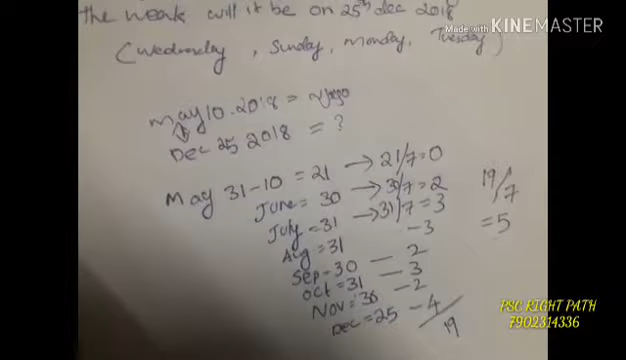 the weak will it be on 25th dec 2018
Made with KINEMASTER
(Wednesday, Sunday, Monday, Tuesday)
May 10.2018 =
Dec 25 2018 = ?
May 31-10 = 21 → 21/7 = 0
June = 30 → 30/7 = 2
July = 31 → 31/7 = 3
Aug = 31 - 3
Sep = 30 - 2
Oct = 31 - 3
Nov = 30 - 2
Dec = 25 - 4
19
19/7
= 5
PSC RIGHT PATH
7902314336